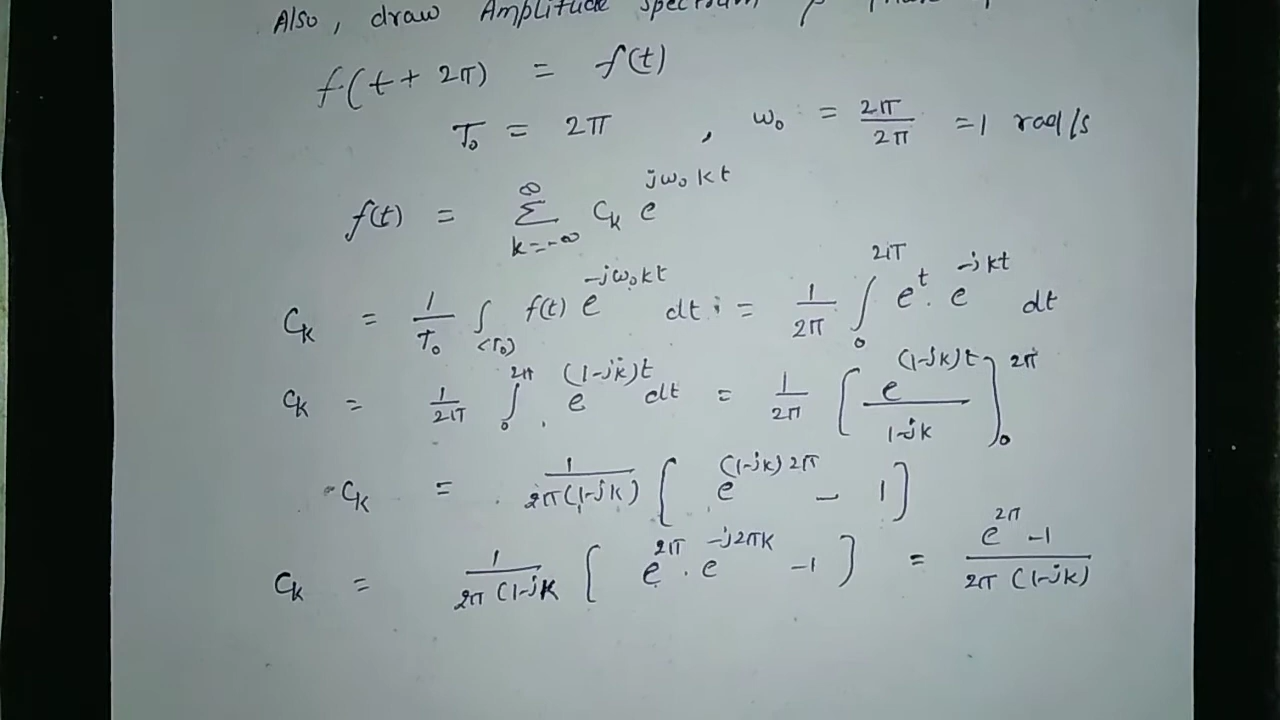 Also, draw Amplitude
f(t + 2π) = f(t)
T₀ = 2π , ω₀ = 2π/2π = 1 rad/s
f(t) = ∑_{k=-∞}^{∞} C_k e^{jω₀kt}
C_k = 1/T₀ ∫_{<T₀>} f(t) e^{-jω₀kt} dt ; = 1/2π ∫_0^{2π} e^t . e^{-jkt} dt
C_k = 1/2π ∫_0^{2π} e^{(1-jk)t} dt = 1/2π [ e^{(1-jk)t} / 1-jk ]_0^{2π}
C_k = 1/2π(1-jk) [ e^{(1-jk)2π} - 1 ]
C_k = 1/2π(1-jk [ e^{2π} . e^{-j2πk} - 1 ] = e^{2π} - 1 / 2π (1-jk)